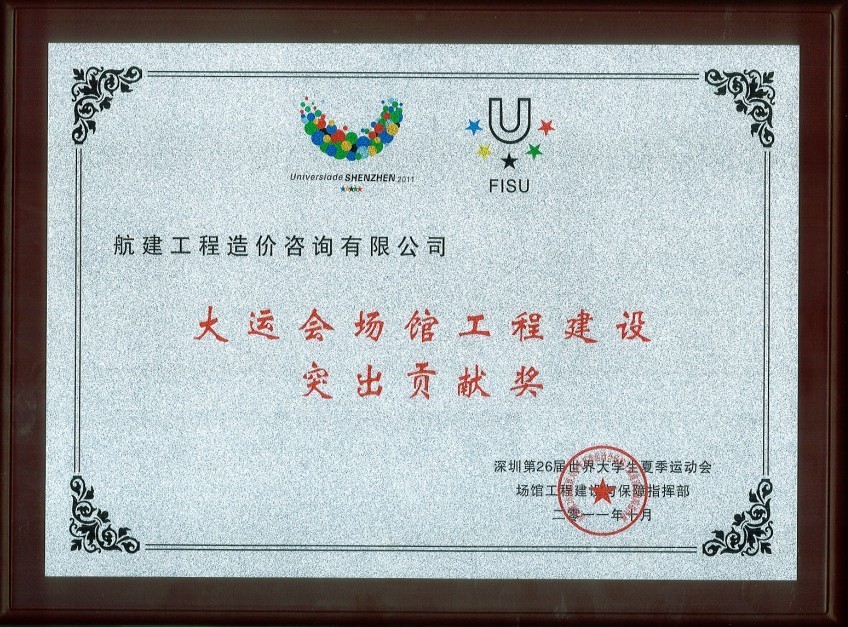 Universiade SHENZHEN 2011
U
FISU
航建工程造价咨询有限公司
大运会场馆工程建设
突出贡献奖
深圳第26届世界大学生夏季运动会
场馆工程建设与保障指挥部
二零一一年十月